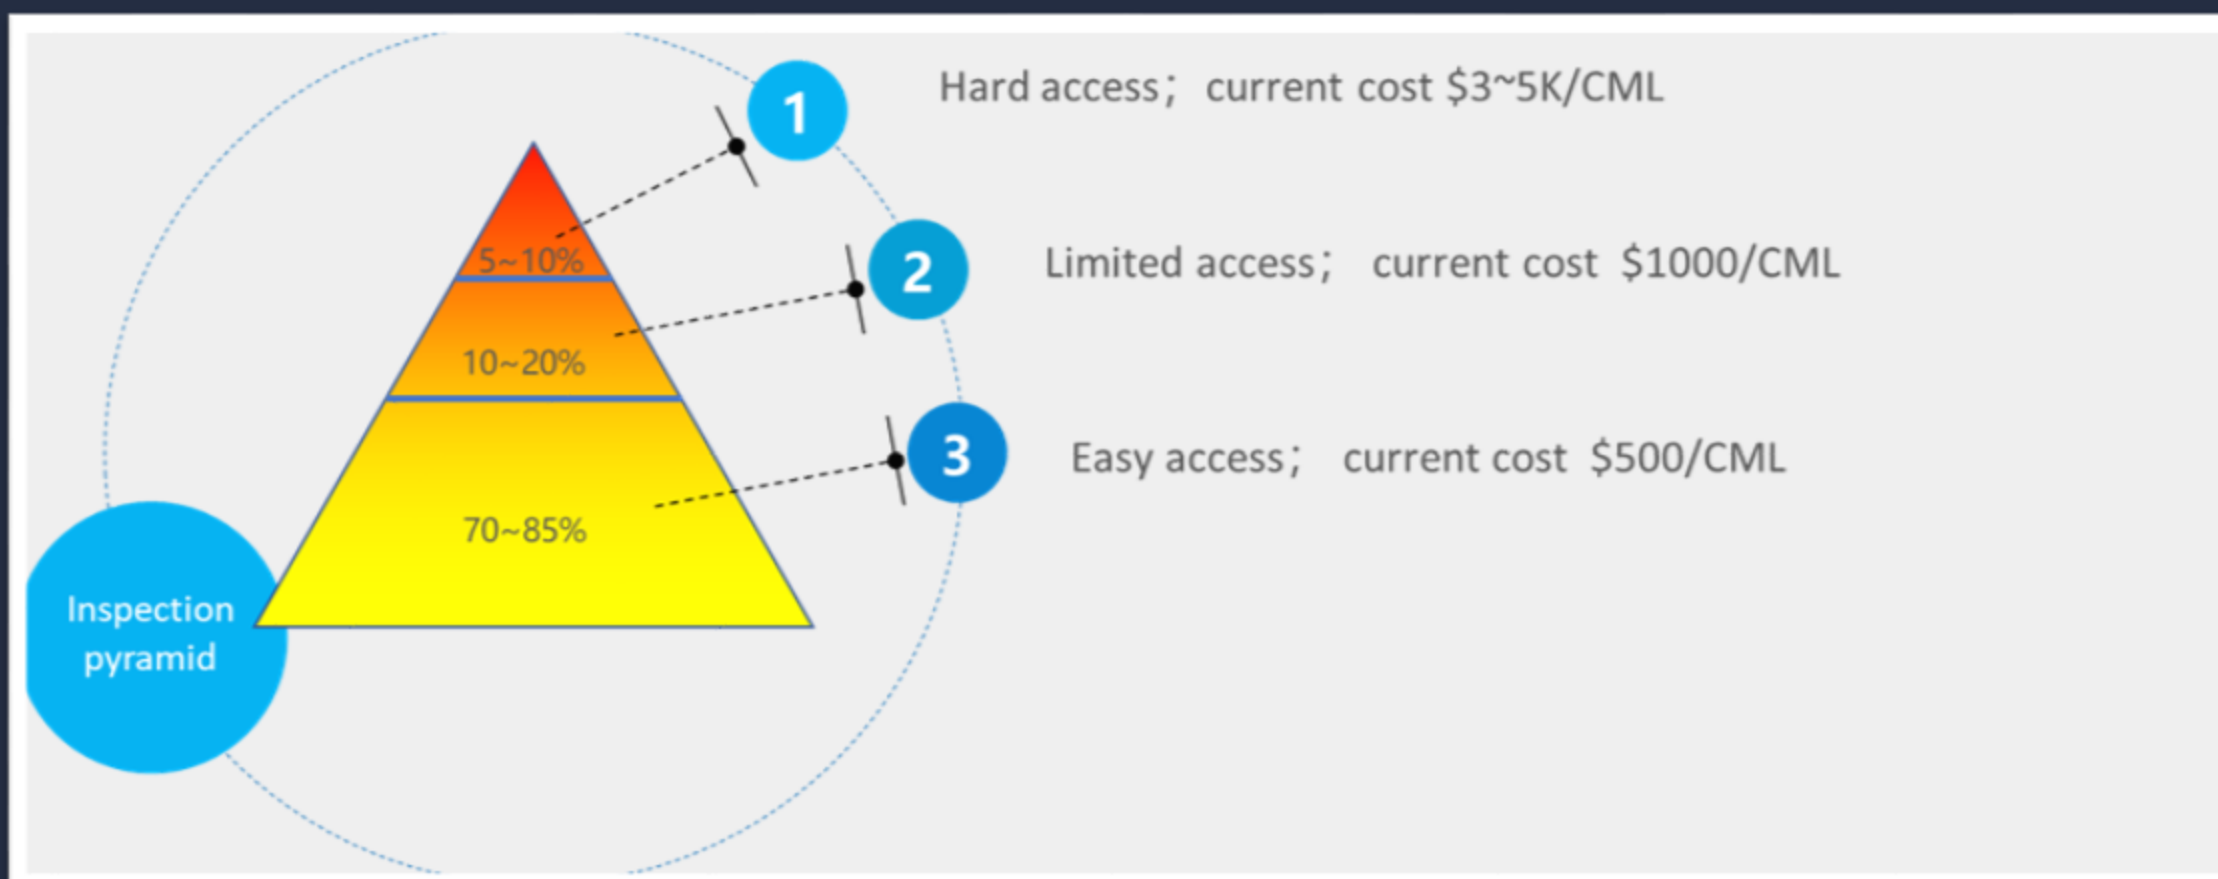 1
Hard access； current cost $3~5K/CML
5~10%
2
Limited access； current cost $1000/CML
10~20%
3
Easy access； current cost $500/CML
70~85%
Inspection
pyramid